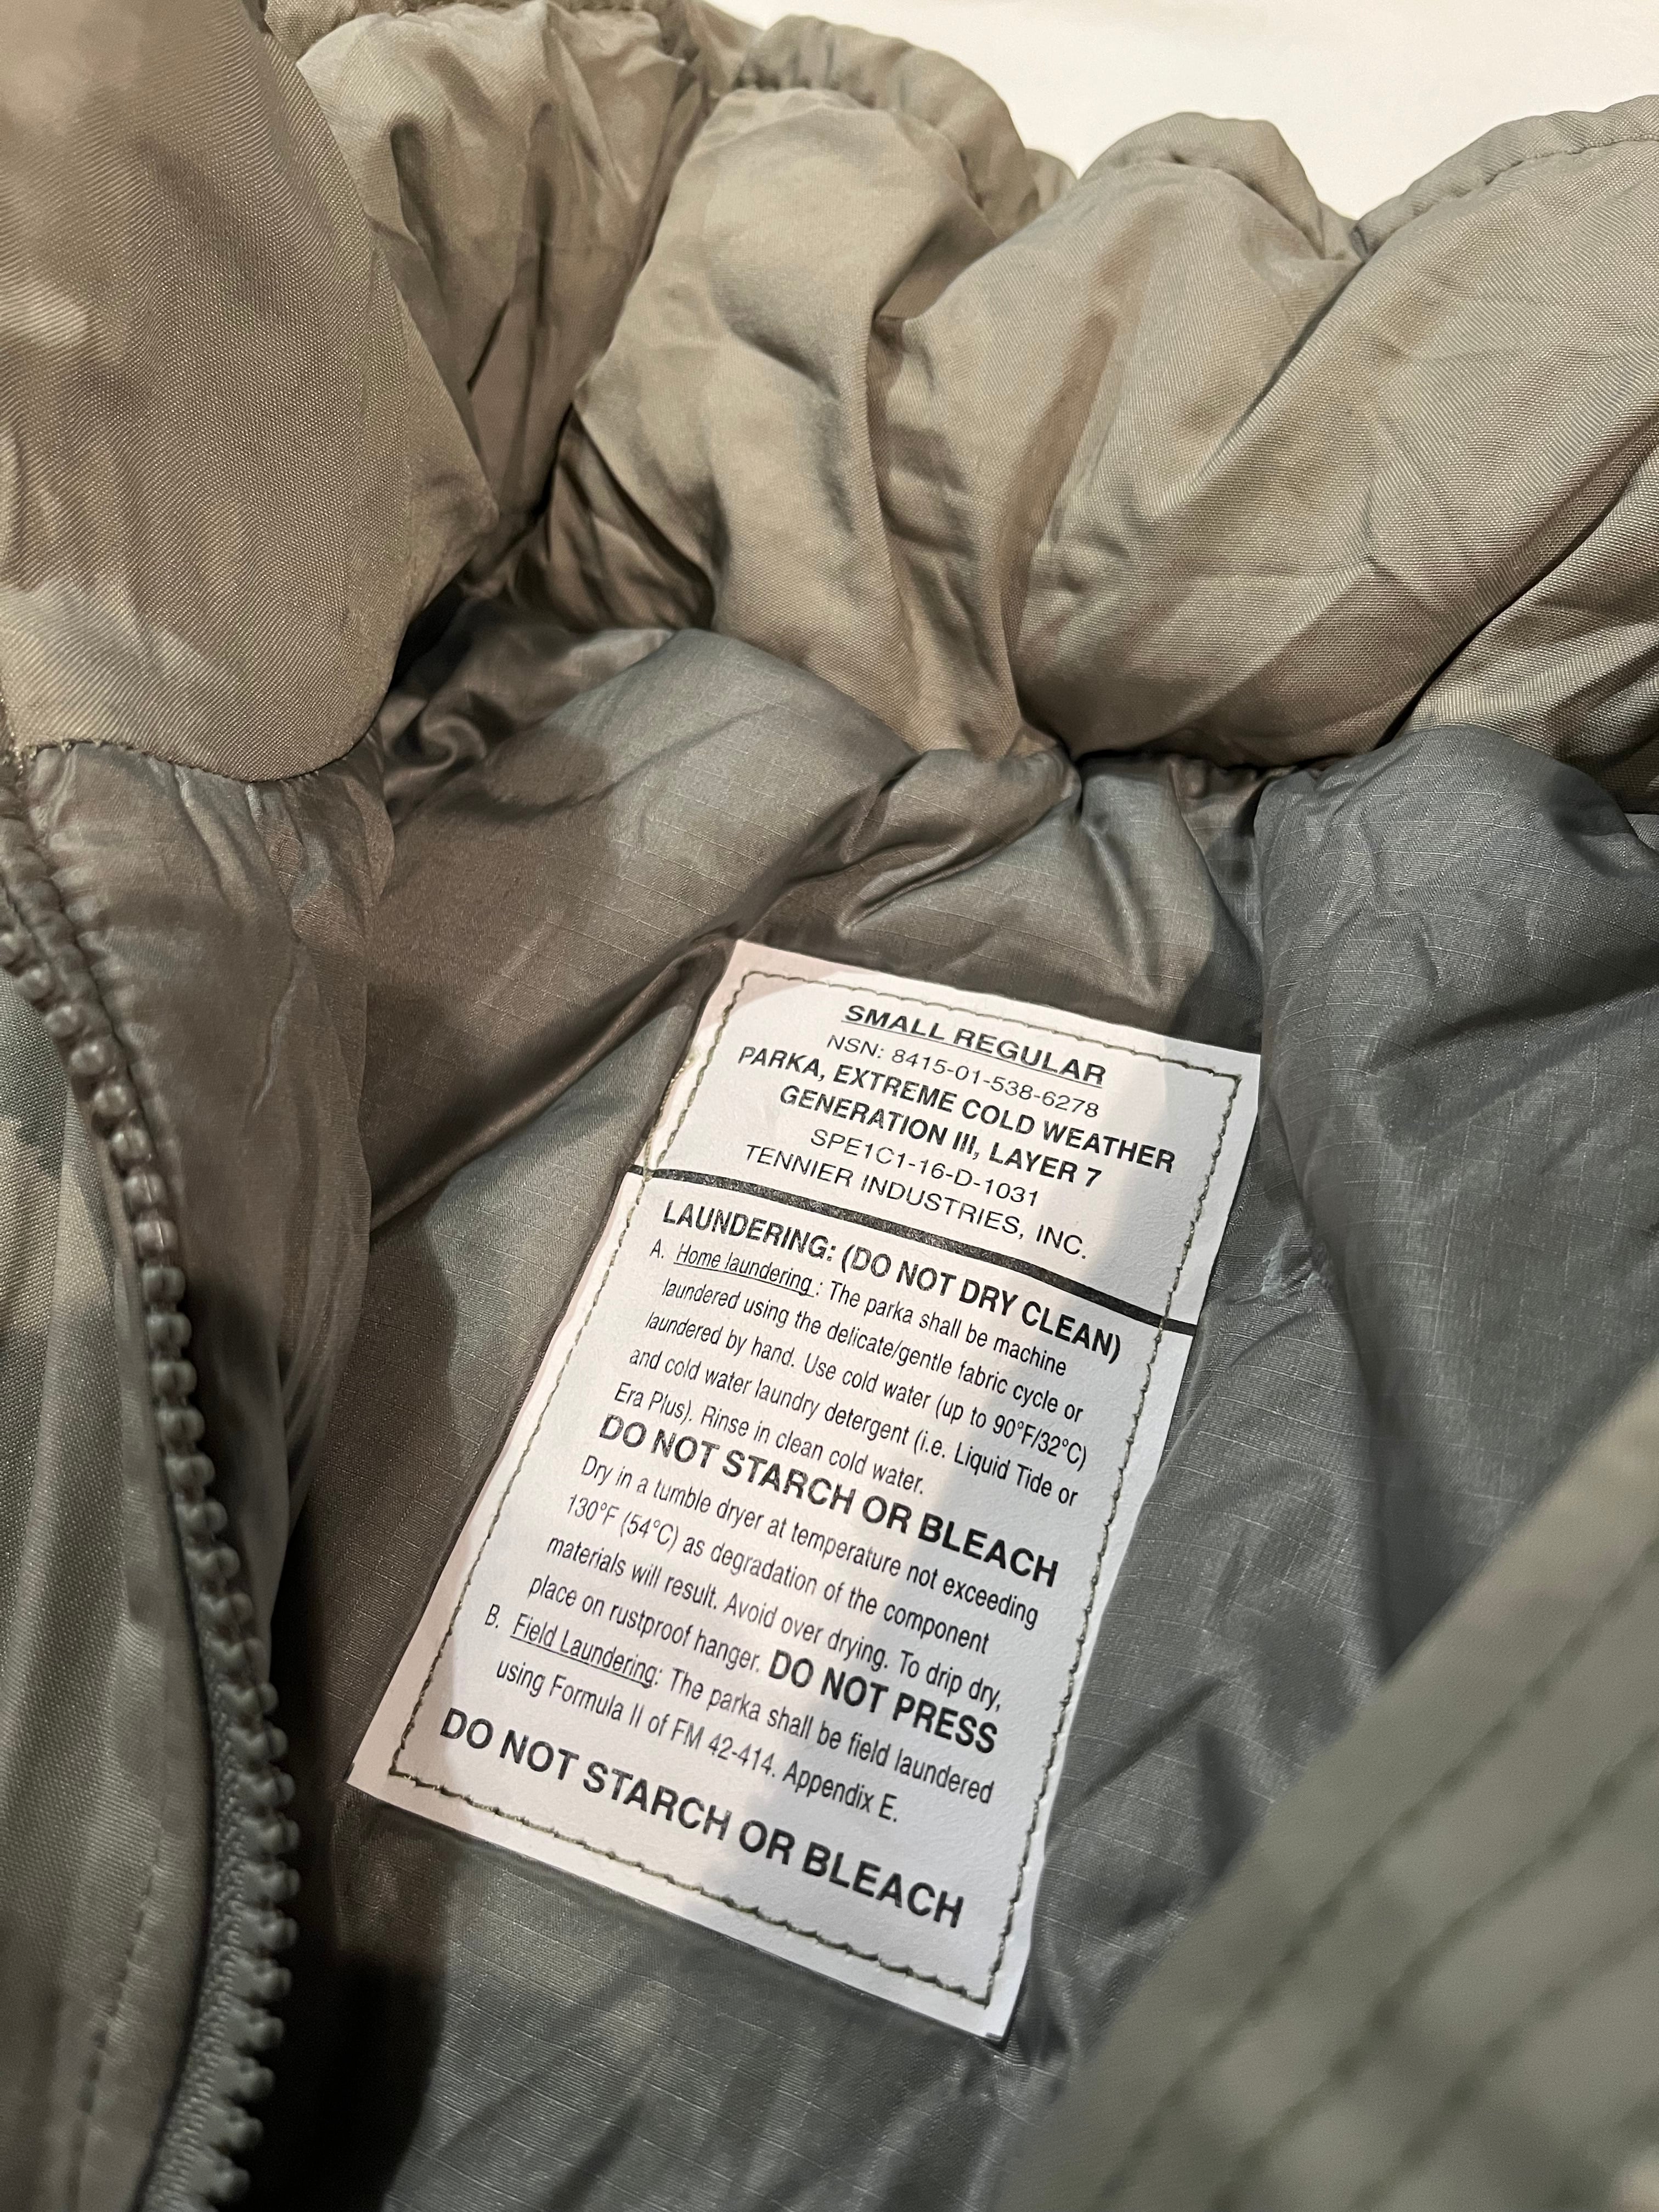 SMALL REGULAR
NSN: 8415-01-538-6278
PARKA, EXTREME COLD WEATHER
GENERATION III, LAYER 7
SPE1C1-16-D-1031
TENNIER INDUSTRIES, INC.
LAUNDERING: (DO NOT DRY CLEAN)
A. Home laundering : The parka shall be machine
laundered using the delicate/gentle fabric cycle or
laundered by hand. Use cold water (up to 90°F/32°C)
and cold water laundry detergent (i.e. Liquid Tide or
Era Plus). Rinse in clean cold water.
DO NOT STARCH OR BLEACH
Dry in a tumble dryer at temperature not exceeding
130°F (54°C) as degradation of the component
materials will result. Avoid over drying. To drip dry,
place on rustproof hanger. DO NOT PRESS
B. Field Laundering: The parka shall be field laundered
using Formula II of FM 42-414. Appendix E.
DO NOT STARCH OR BLEACH